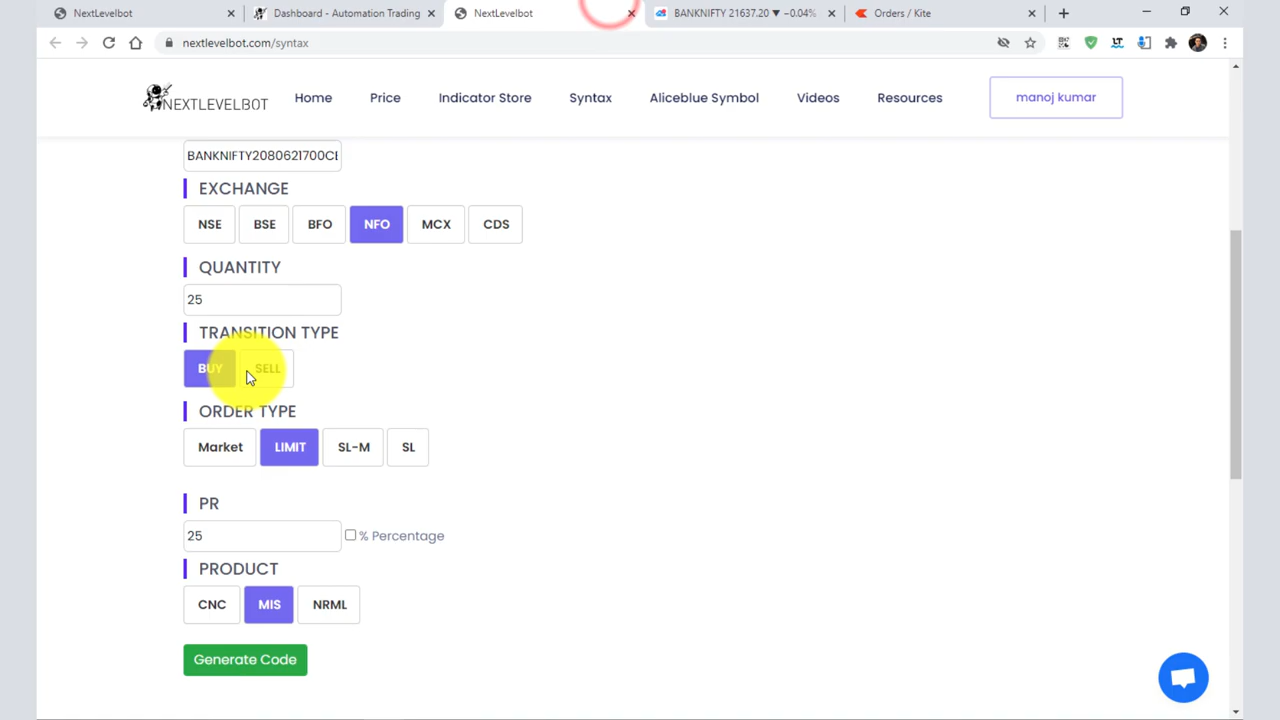 NextLevelbot
Dashboard - Automation Trading
NextLevelbot
BANKNIFTY 21637.20 ▼ −0.04%
Orders / Kite
nextlevelbot.com/syntax
NEXTLEVELBOT
Home
Price
Indicator Store
Syntax
Aliceblue Symbol
Videos
Resources
manoj kumar
BANKNIFTY2080621700CE
EXCHANGE
NSE
BSE
BFO
NFO
MCX
CDS
QUANTITY
25
TRANSITION TYPE
BUY
SELL
ORDER TYPE
Market
LIMIT
SL-M
SL
PR
25
% Percentage
PRODUCT
CNC
MIS
NRML
Generate Code